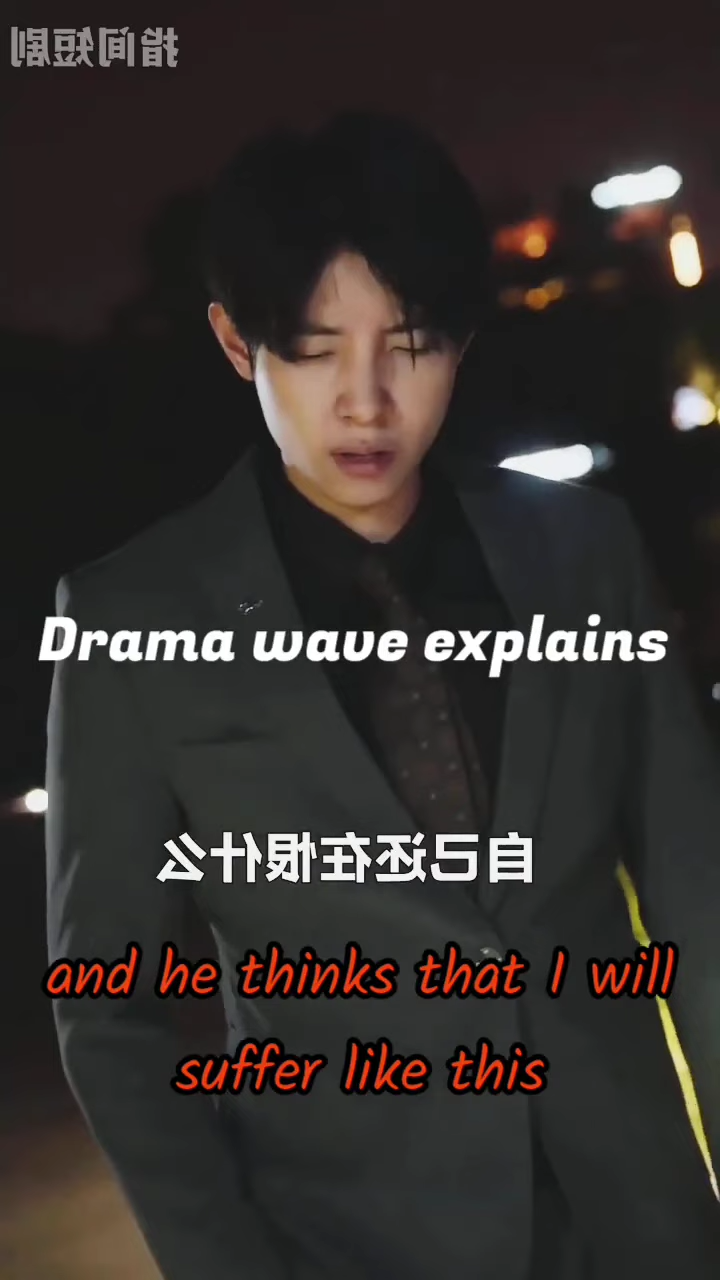 指间短剧
Drama wave explains
自己还在恨什么
and he thinks that I will
suffer like this